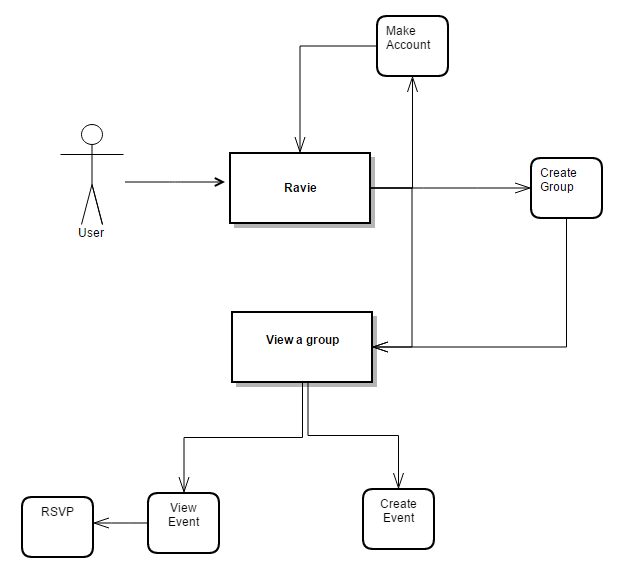 Make
Account
Ravie
Create
Group
User
View a group
RSVP
View
Event
Create
Event